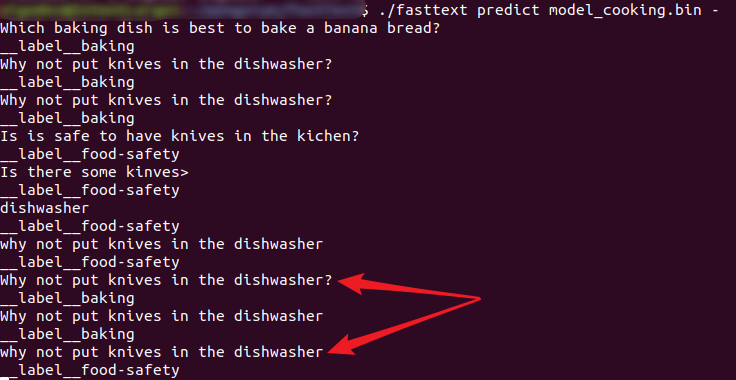 $ ./fasttext predict model_cooking.bin -
Which baking dish is best to bake a banana bread?
__label__baking
Why not put knives in the dishwasher?
__label__baking
Why not put knives in the dishwasher?
__label__baking
Is is safe to have knives in the kichen?
__label__food-safety
Is there some kinves>
__label__food-safety
dishwasher
__label__food-safety
why not put knives in the dishwasher
__label__food-safety
Why not put knives in the dishwasher?
__label__baking
Why not put knives in the dishwasher
__label__baking
why not put knives in the dishwasher
__label__food-safety